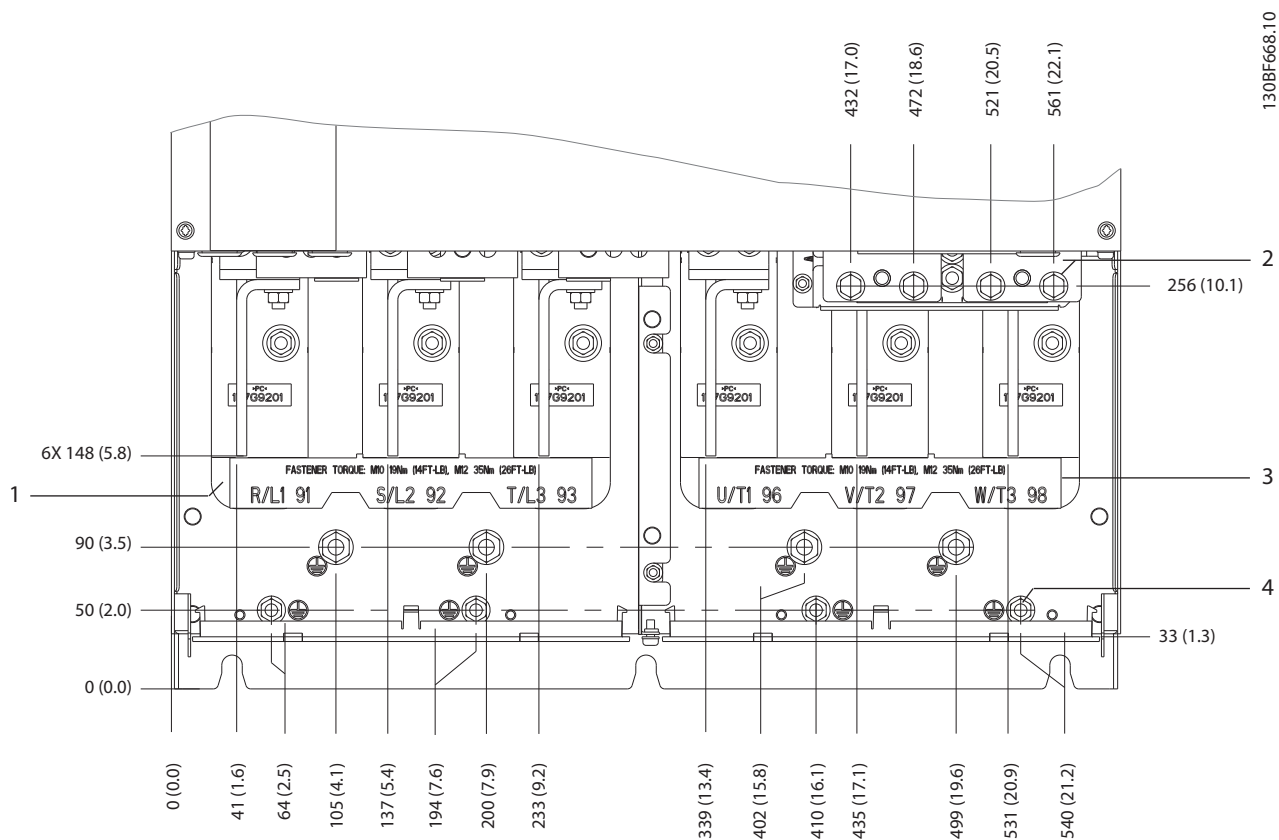 130BF668.10
432 (17.0)
472 (18.6)
521 (20.5)
561 (22.1)
2
256 (10.1)
>PC<
>PC<
>PC<
>PC<
>PC<
>PC<
6X 148 (5.8)
FASTENER TORQUE: M10 19Nm (14FT-LB), M12 35Nm (26FT-LB)
FASTENER TORQUE: M10 19Nm (14FT-LB), M12 35Nm (26FT-LB)
1
R/L1 91 S/L2 92 T/L3 93
U/T1 96 V/T2 97 W/T3 98
3
90 (3.5)
50 (2.0)
4
33 (1.3)
0 (0.0)
0 (0.0)
41 (1.6)
64 (2.5)
105 (4.1)
137 (5.4)
194 (7.6)
200 (7.9)
233 (9.2)
339 (13.4)
402 (15.8)
410 (16.1)
435 (17.1)
499 (19.6)
531 (20.9)
540 (21.2)